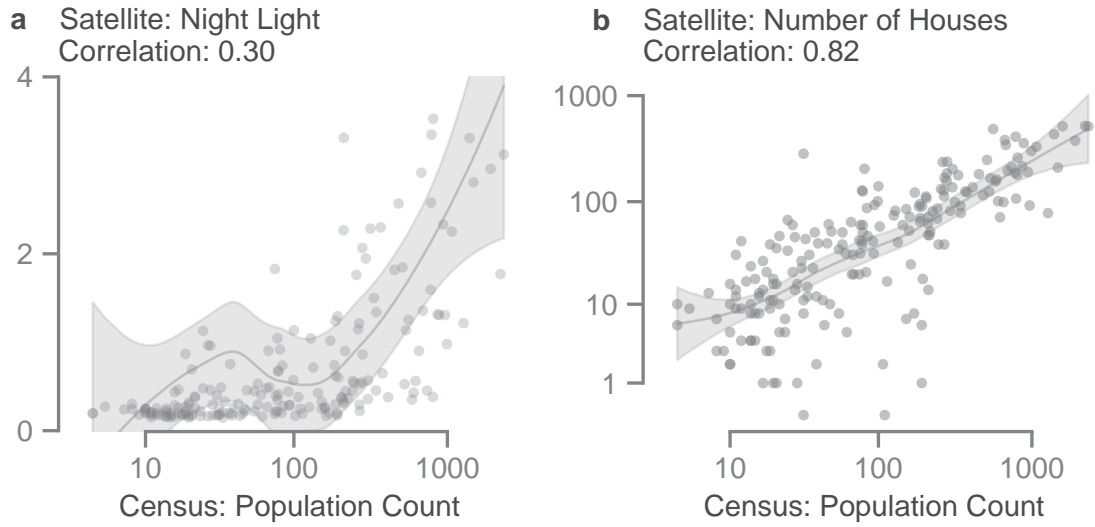 a Satellite: Night Light
Correlation: 0.30
4
2
0
10 100 1000
Census: Population Count
b Satellite: Number of Houses
Correlation: 0.82
1000
100
10
1
10 100 1000
Census: Population Count